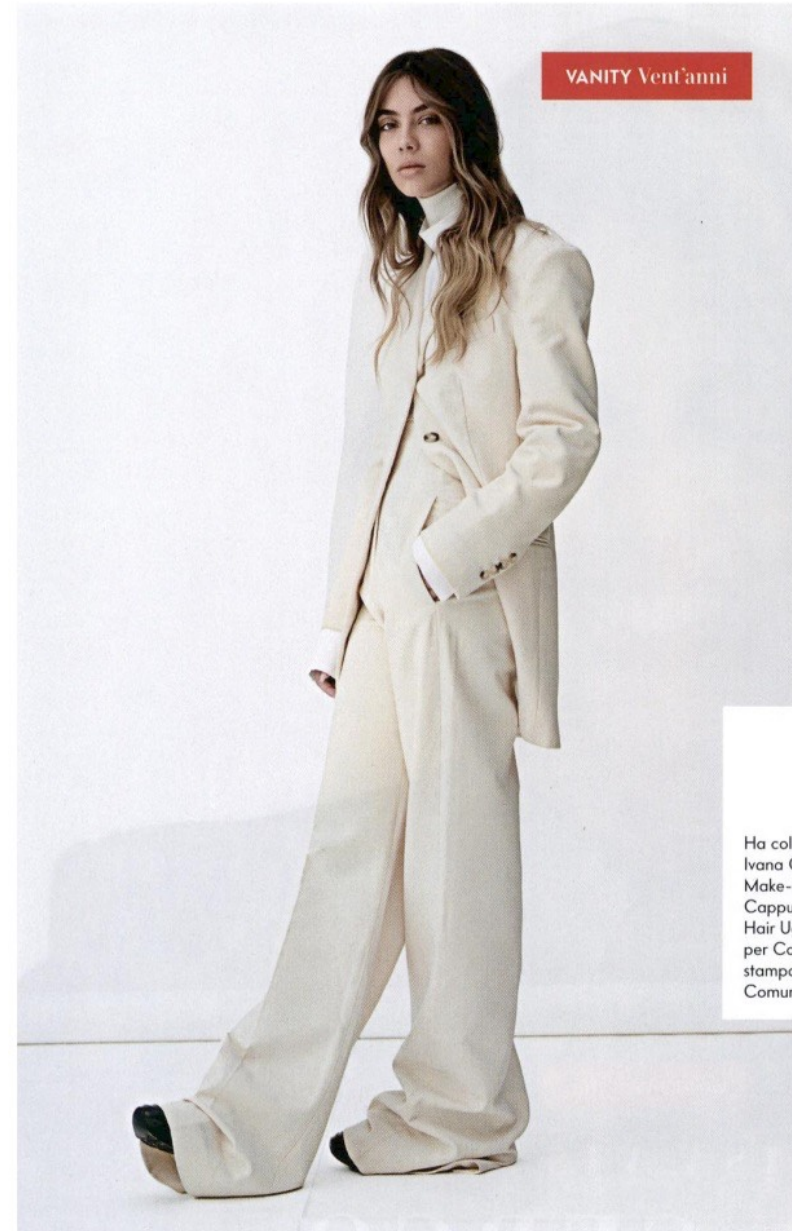 VANITY Vent'anni
Ha col
Ivana
Make-
Cappu
Hair U
per Co
stampa
Comun